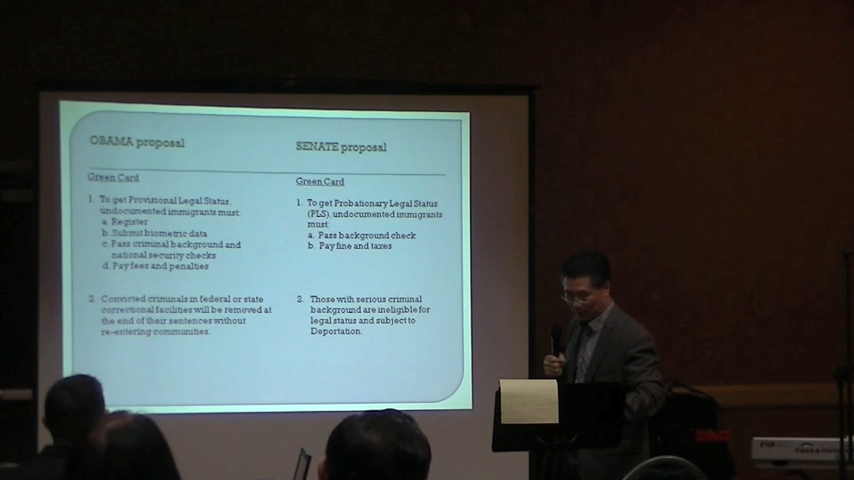 OBAMA proposal
Green Card
1. To get Provisional Legal Status,
undocumented immigrants must:
a. Register
b. Submit biometric data
c. Pass criminal background and
national security checks
d. Pay fees and penalties
2. Convicted criminals in federal or state
correctional facilities will be removed at
the end of their sentences without
re-entering communities.
SENATE proposal
Green Card
1. To get Probationary Legal Status
(PLS), undocumented immigrants
must;
a. Pass background check
b. Pay fine and taxes
2. Those with serious criminal
background are ineligible for
legal status and subject to
Deportation.